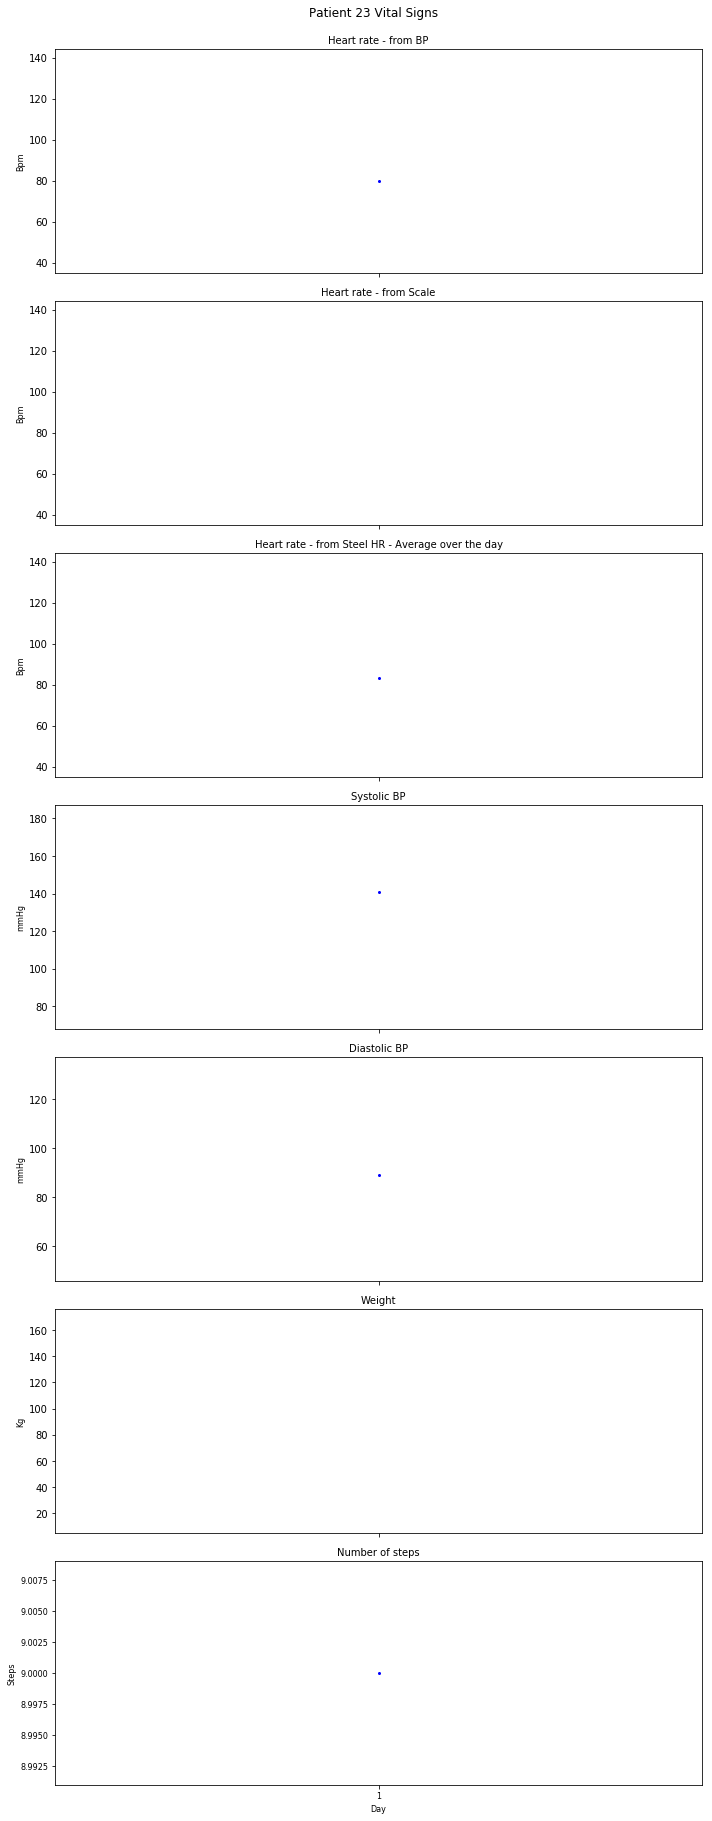 Patient 23 Vital Signs
Heart rate - from BP
140
120
100
80
60
40
Bpm
Heart rate - from Scale
140
120
100
80
60
40
Bpm
Heart rate - from Steel HR - Average over the day
140
120
100
80
60
40
Bpm
Systolic BP
180
160
140
120
100
80
mmHg
Diastolic BP
120
100
80
60
mmHg
Weight
160
140
120
100
80
60
40
20
Kg
Number of steps
9.0075
9.0050
9.0025
9.0000
8.9975
8.9950
8.9925
Steps
1
Day